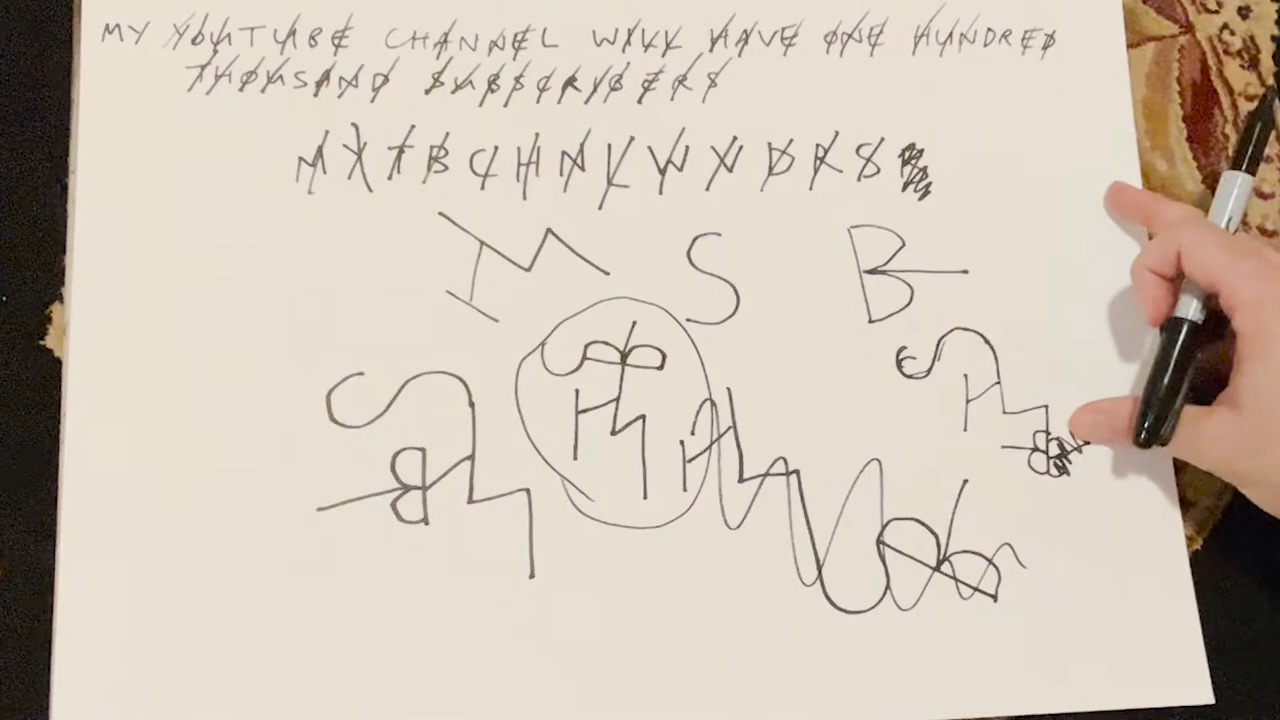 MY YOUTUBE CHANNEL WILL HAVE ONE HUNDRED
THOUSAND SUBSCRIBERS
M Y T B C H N L W V D R S
M S B